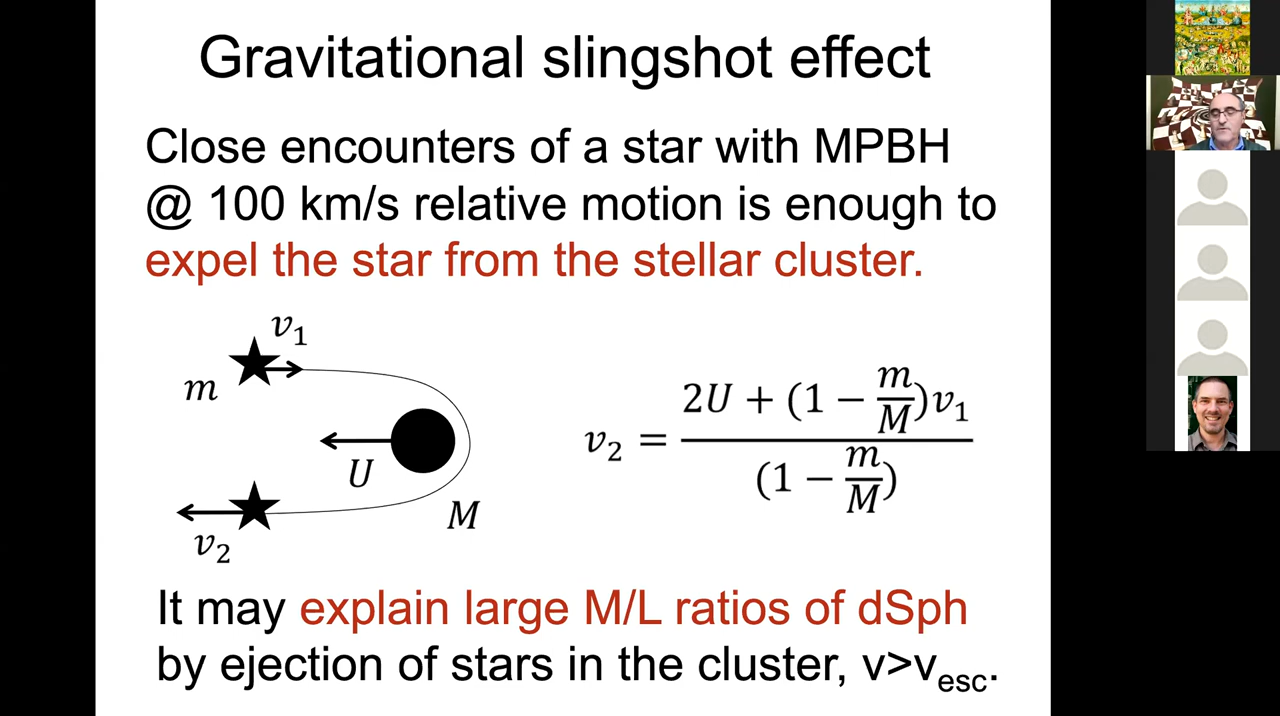 Gravitational slingshot effect
Close encounters of a star with MPBH
@ 100 km/s relative motion is enough to
expel the star from the stellar cluster.
v₁
m
U
M
v₂
v₂ = (2U + (1 − m/M)v₁) / (1 − m/M)
It may explain large M/L ratios of dSph
by ejection of stars in the cluster, v>v_esc.